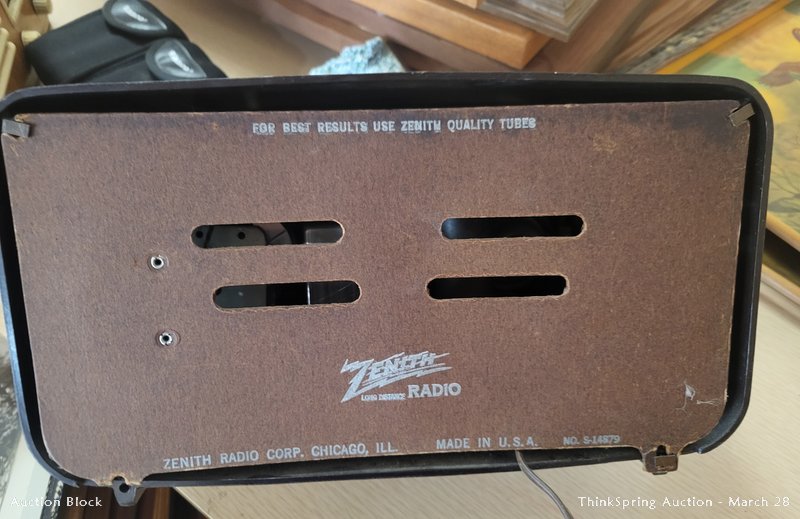 FOR BEST RESULTS USE ZENITH QUALITY TUBES
ZENITH
LONG DISTANCE RADIO
ZENITH RADIO CORP. CHICAGO, ILL. MADE IN U.S.A. NO. S-14879
Auction Block
ThinkSpring Auction - March 28